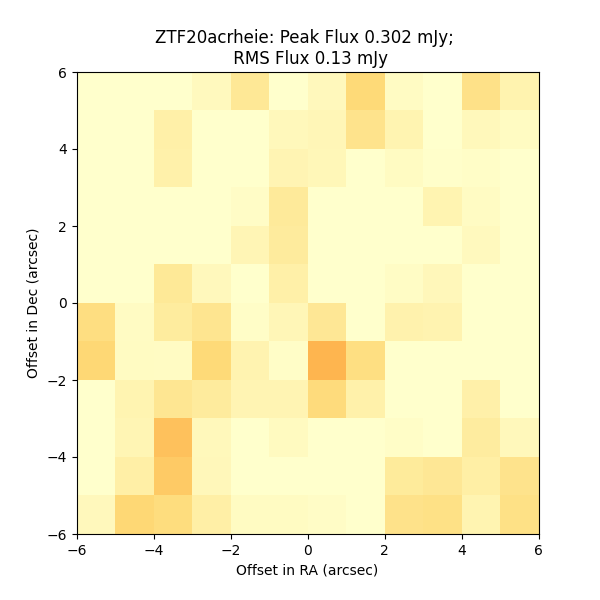 ZTF20acrheie: Peak Flux 0.302 mJy;
RMS Flux 0.13 mJy
6
4
2
0
−2
−4
−6
Offset in Dec (arcsec)
−6 −4 −2 0 2 4 6
Offset in RA (arcsec)